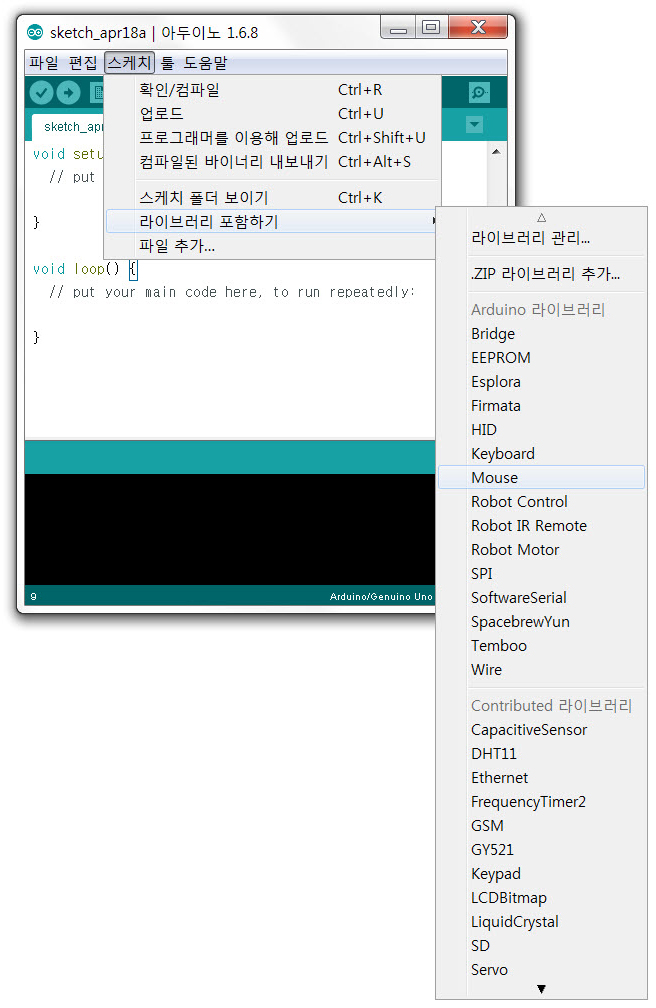 sketch_apr18a | 아두이노 1.6.8
파일 편집 스케치 툴 도움말
확인/컴파일 Ctrl+R
업로드 Ctrl+U
프로그래머를 이용해 업로드 Ctrl+Shift+U
컴파일된 바이너리 내보내기 Ctrl+Alt+S
스케치 폴더 보이기 Ctrl+K
라이브러리 포함하기
파일 추가...
sketch_apr
void setu
// put
}
void loop() {
// put your main code here, to run repeatedly:
}
9 Arduino/Genuino Uno
라이브러리 관리...
.ZIP 라이브러리 추가...
Arduino 라이브러리
Bridge
EEPROM
Esplora
Firmata
HID
Keyboard
Mouse
Robot Control
Robot IR Remote
Robot Motor
SPI
SoftwareSerial
SpacebrewYun
Temboo
Wire
Contributed 라이브러리
CapacitiveSensor
DHT11
Ethernet
FrequencyTimer2
GSM
GY521
Keypad
LCDBitmap
LiquidCrystal
SD
Servo